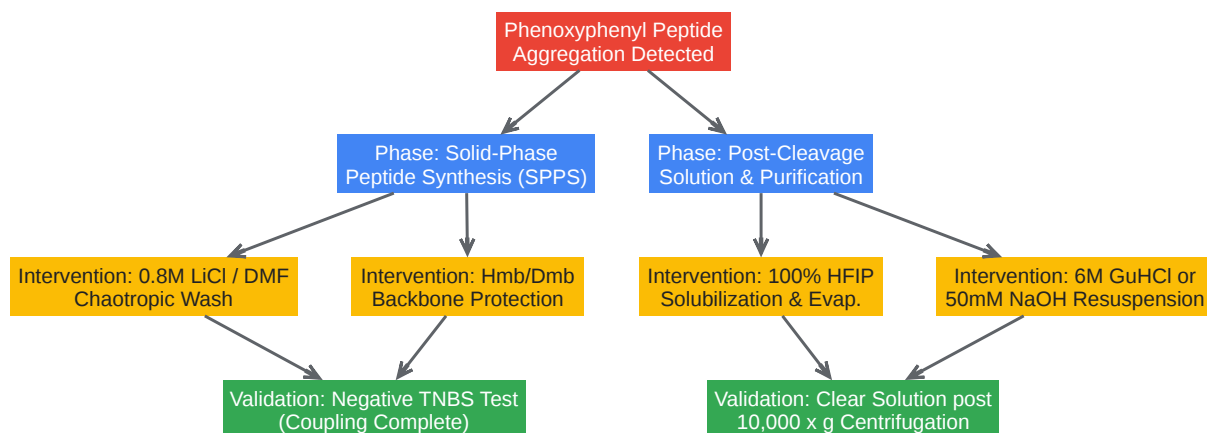 Phenoxyphenyl Peptide
Aggregation Detected
Phase: Solid-Phase
Peptide Synthesis (SPPS)
Phase: Post-Cleavage
Solution & Purification
Intervention: 0.8M LiCl / DMF
Chaotropic Wash
Intervention: Hmb/Dmb
Backbone Protection
Intervention: 100% HFIP
Solubilization & Evap.
Intervention: 6M GuHCl or
50mM NaOH Resuspension
Validation: Negative TNBS Test
(Coupling Complete)
Validation: Clear Solution post
10,000 x g Centrifugation